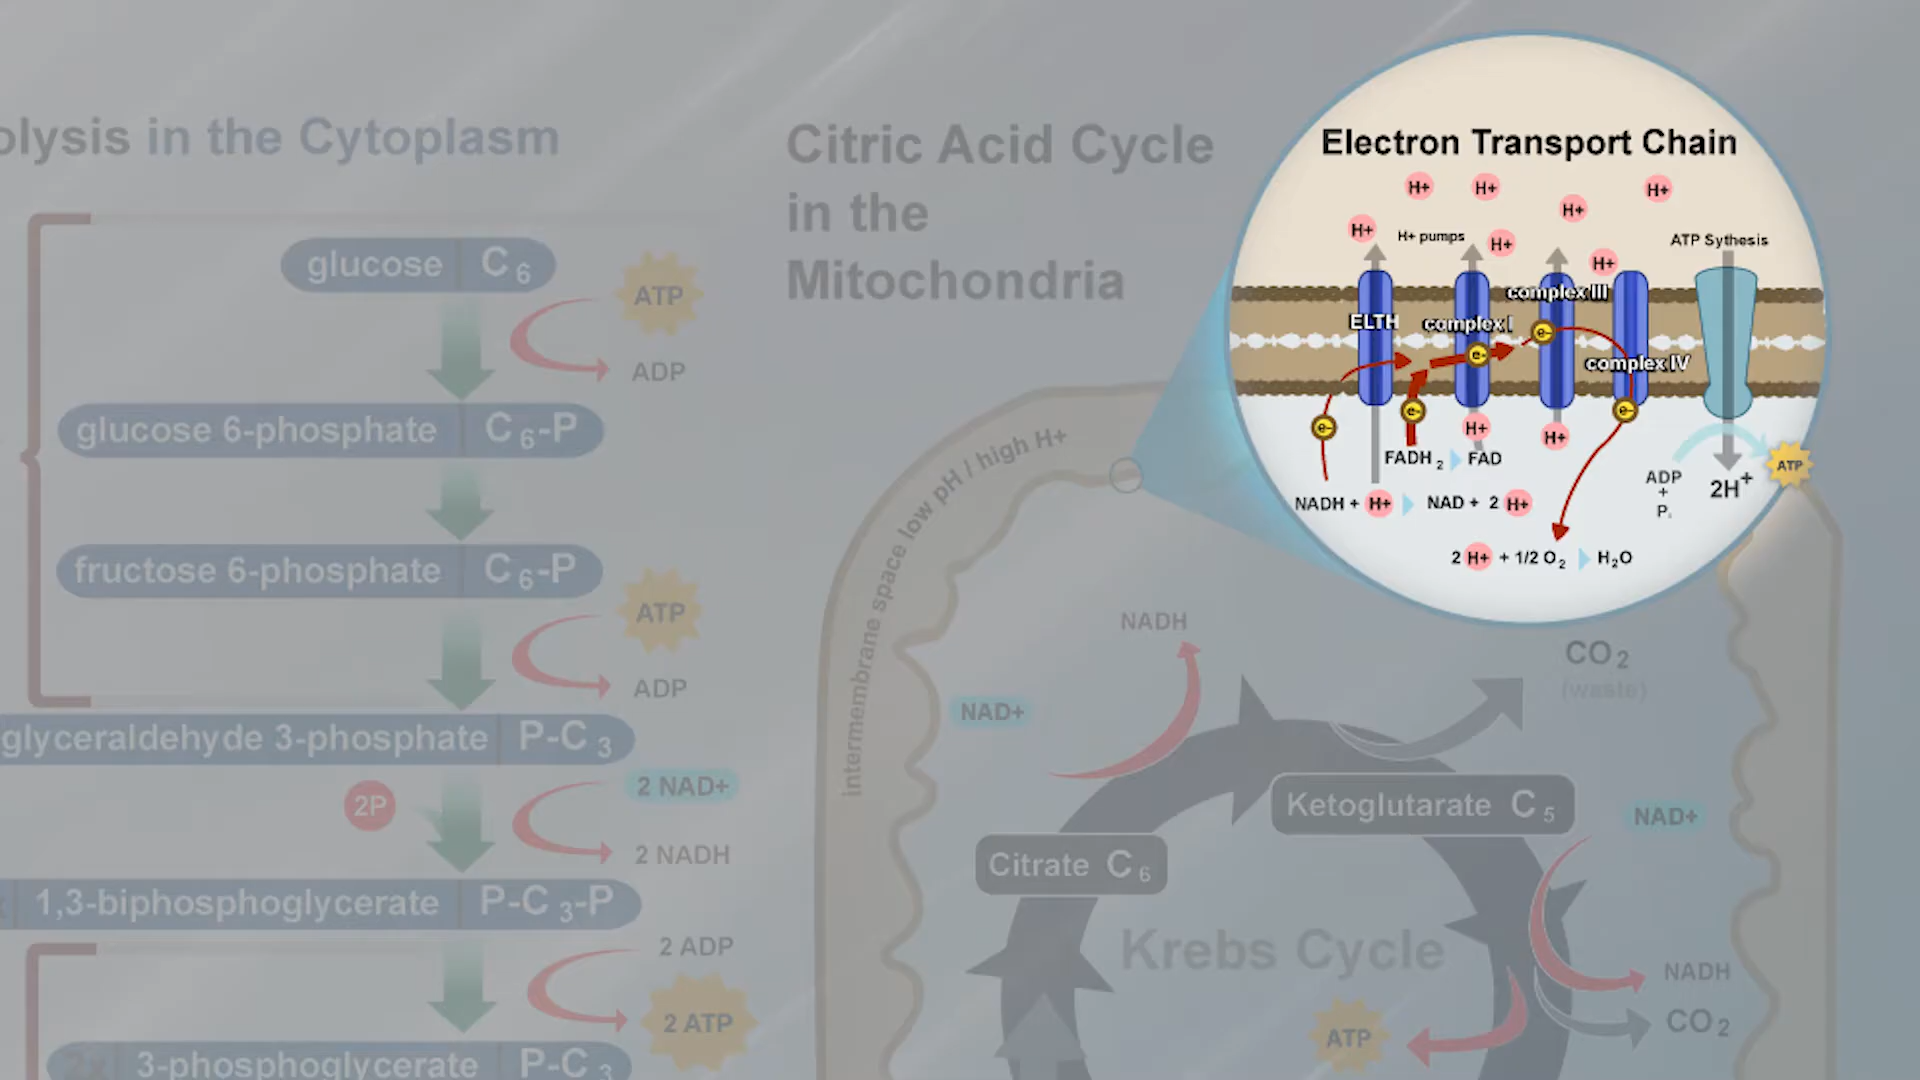 olysis in the Cytoplasm
glucose C6
ATP
ADP
glucose 6-phosphate C6-P
fructose 6-phosphate C6-P
ATP
ADP
glyceraldehyde 3-phosphate P-C3
2P
2 NAD+
2 NADH
1,3-biphosphoglycerate P-C3-P
2 ADP
2 ATP
2x 3-phosphoglycerate P-C3
Citric Acid Cycle
in the
Mitochondria
intermembrane space low pH / high H+
Electron Transport Chain
H+ H+ H+ H+
H+ H+ pumps H+ H+
ATP Sythesis
ELTH
complex I
complex III
complex IV
e- e- e- e- e-
H+ H+
FADH2 FAD
NADH + H+ NAD + 2 H+
2 H+ + 1/2 O2 H2O
ADP
+
Pi
2H+
ATP
NADH
NAD+
CO2
(waste)
Ketoglutarate C5
NAD+
Citrate C6
Krebs Cycle
NADH
CO2
ATP